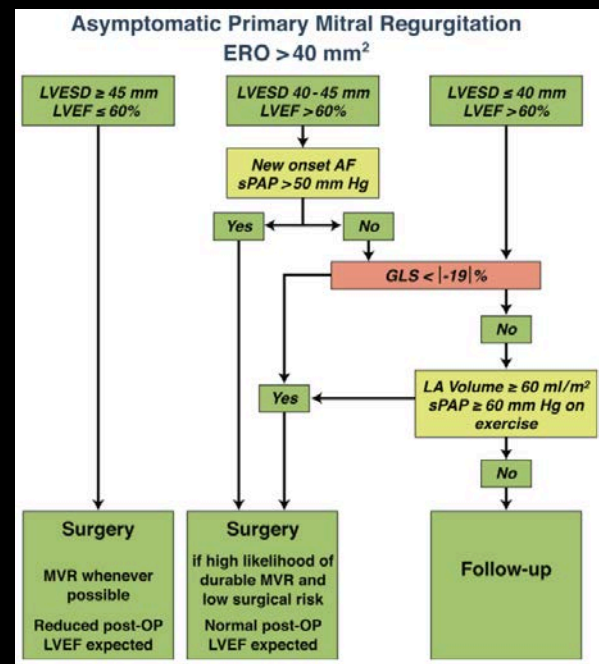 Asymptomatic Primary Mitral Regurgitation
ERO > 40 mm²
LVESD ≥ 45 mm
LVEF ≤ 60%
LVESD 40 - 45 mm
LVEF > 60%
LVESD ≤ 40 mm
LVEF > 60%
New onset AF
sPAP > 50 mm Hg
Yes
No
GLS < |-19| %
No
Yes
LA Volume ≥ 60 ml/m²
sPAP ≥ 60 mm Hg on
exercise
No
Surgery
MVR whenever
possible
Reduced post-OP
LVEF expected
Surgery
if high likelihood of
durable MVR and
low surgical risk
Normal post-OP
LVEF expected
Follow-up